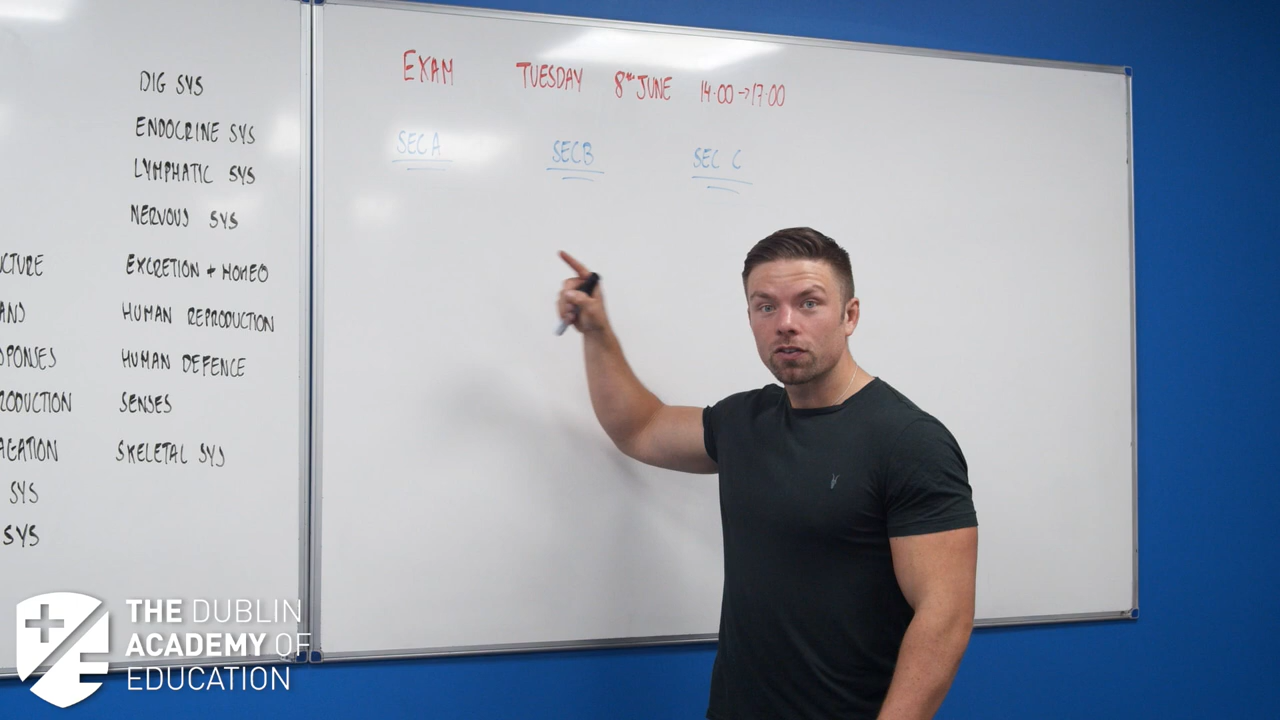 DIG SYS
ENDOCRINE SYS
LYMPHATIC SYS
NERVOUS SYS
CTURE EXCRETION + HOMEO
ANS HUMAN REPRODUCTION
SPONSES HUMAN DEFENCE
RODUCTION SENSES
AGATION SKELETAL SYS
SYS
SYS
EXAM TUESDAY 8TH JUNE 14:00→17:00
SEC A SEC B SEC C
THE DUBLIN
ACADEMY OF
EDUCATION